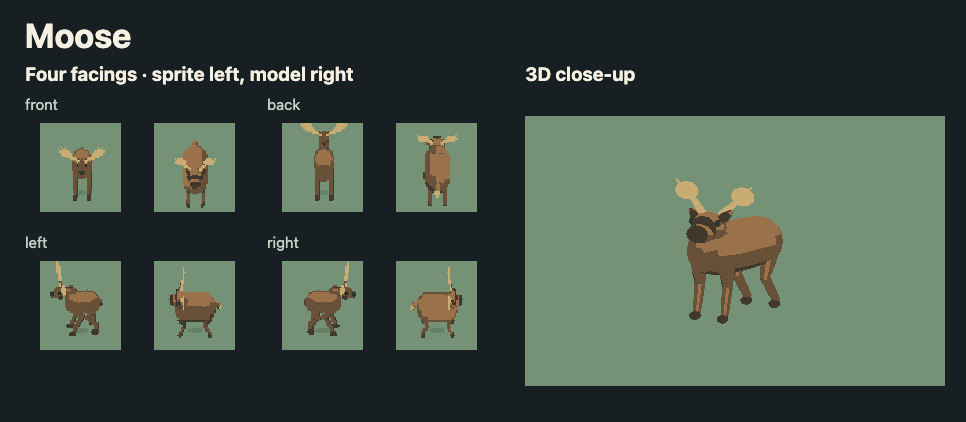 Moose
Four facings · sprite left, model right
3D close-up
front
back
left
right